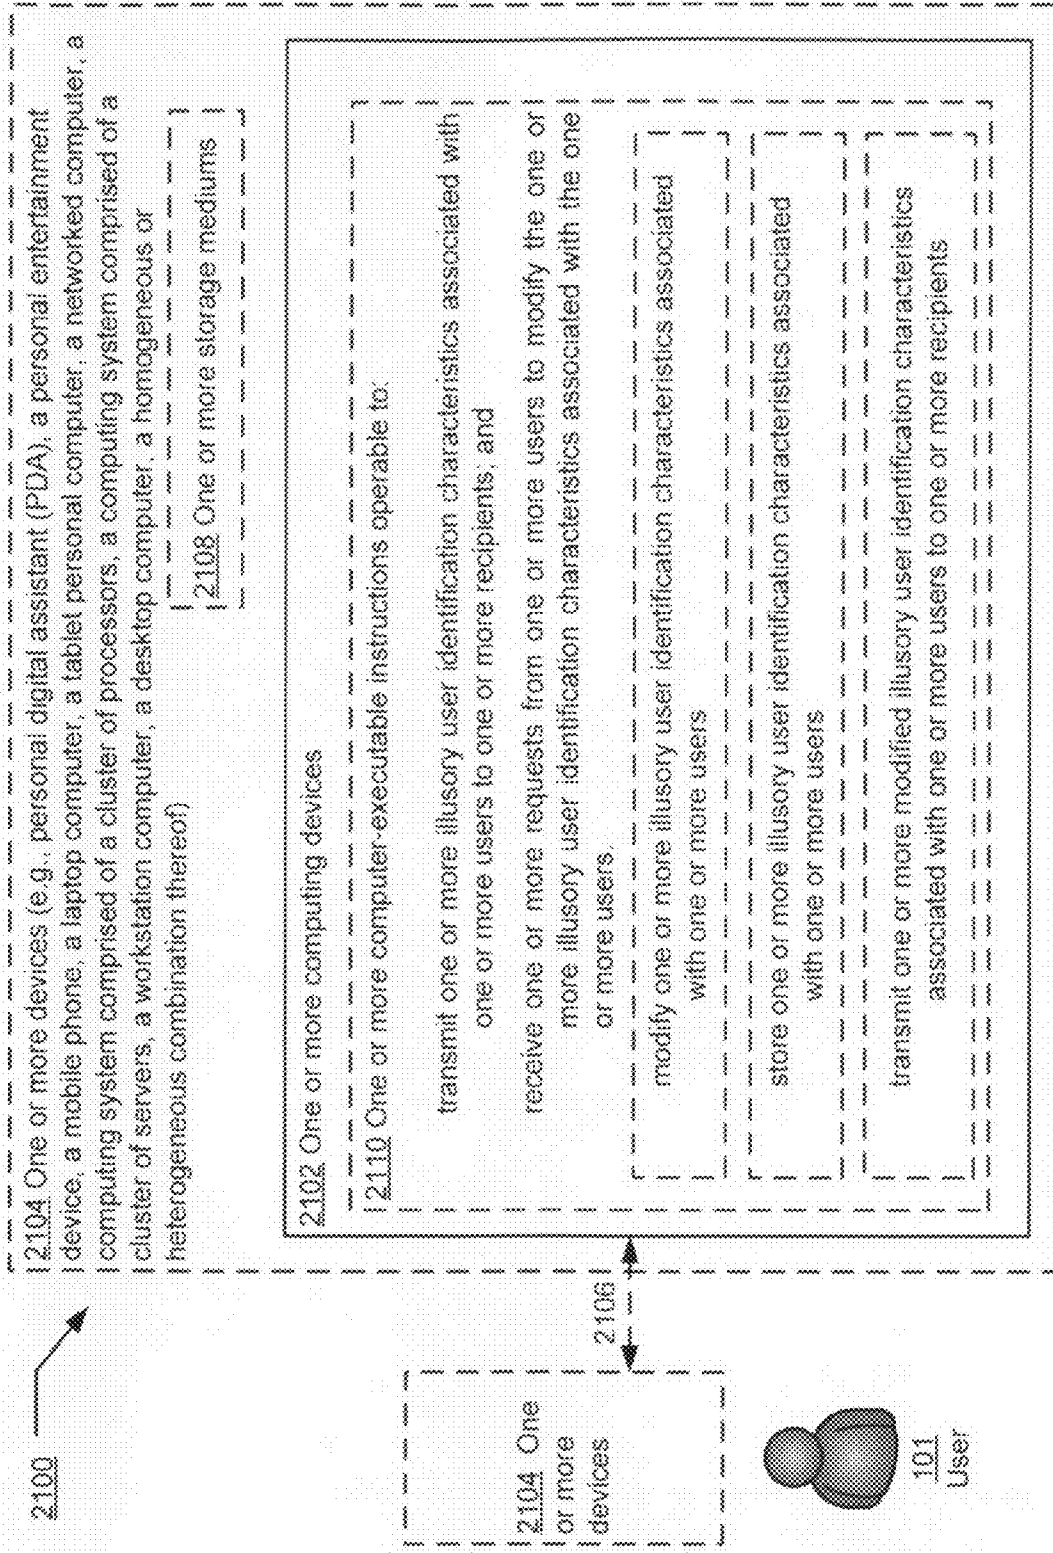 2100
2104 One or more devices (e.g., personal digital assistant (PDA), a personal entertainment
device, a mobile phone, a laptop computer, a tablet personal computer, a networked computer, a
computing system comprised of a cluster of processors, a computing system comprised of a
cluster of servers, a workstation computer, a desktop computer, a homogeneous or
heterogeneous combination thereof)
2108 One or more storage mediums
2102 One or more computing devices
2110 One or more computer-executable instructions operable to:
transmit one or more illusory user identification characteristics associated with
one or more users to one or more recipients, and
receive one or more requests from one or more users to modify the one or
more illusory user identity characteristics associated with the one
or more users.
modify one or more illusory user identification characteristics associated
with one or more users
store one or more illusory user identification characteristics associated
with one or more users
transmit one or more modified illusory user identification characteristics
associated with one or more users to one or more recipients
2106
2104 One
or more
devices
101
User